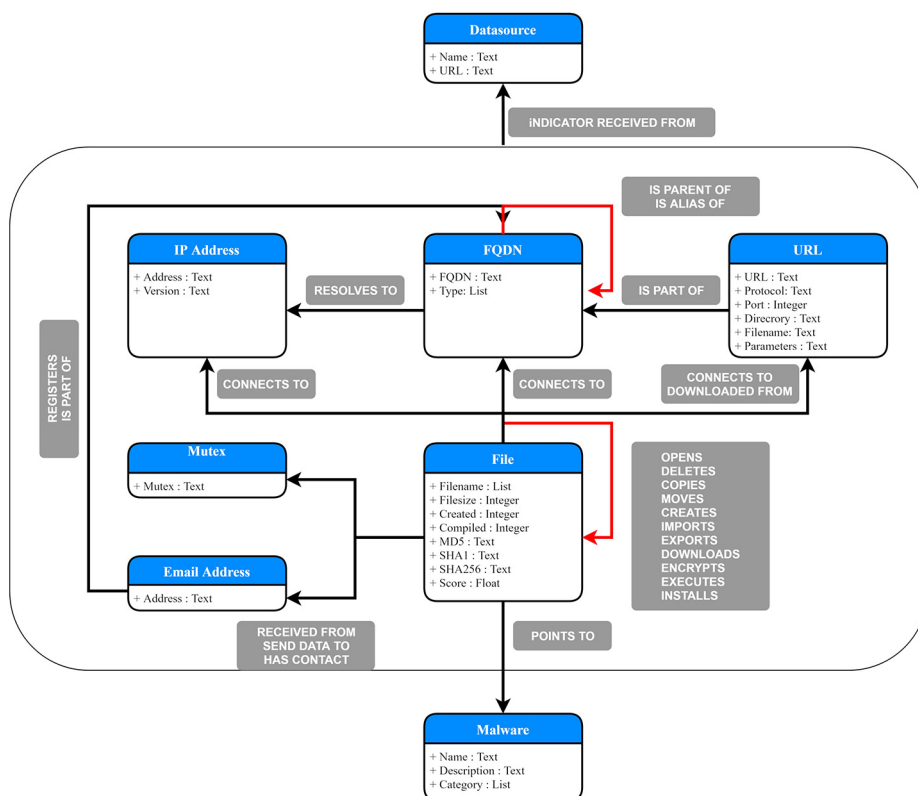 Datasource
+ Name : Text
+ URL : Text
iNDICATOR RECEIVED FROM
IS PARENT OF
IS ALIAS OF
IP Address
+ Address : Text
+ Version : Text
RESOLVES TO
FQDN
+ FQDN : Text
+ Type: List
IS PART OF
URL
+ URL : Text
+ Protocol: Text
+ Port : Integer
+ Direcrory : Text
+ Filename: Text
+ Parameters : Text
REGISTERS
IS PART OF
CONNECTS TO
CONNECTS TO
CONNECTS TO
DOWNLOADED FROM
Mutex
+ Mutex : Text
File
+ Filename : List
+ Filesize : Integer
+ Created : Integer
+ Compiled : Integer
+ MD5 : Text
+ SHA1 : Text
+ SHA256 : Text
+ Score : Float
OPENS
DELETES
COPIES
MOVES
CREATES
IMPORTS
EXPORTS
DOWNLOADS
ENCRYPTS
EXECUTES
INSTALLS
Email Address
+ Address : Text
RECEIVED FROM
SEND DATA TO
HAS CONTACT
POINTS TO
Malware
+ Name : Text
+ Description : Text
+ Category : List